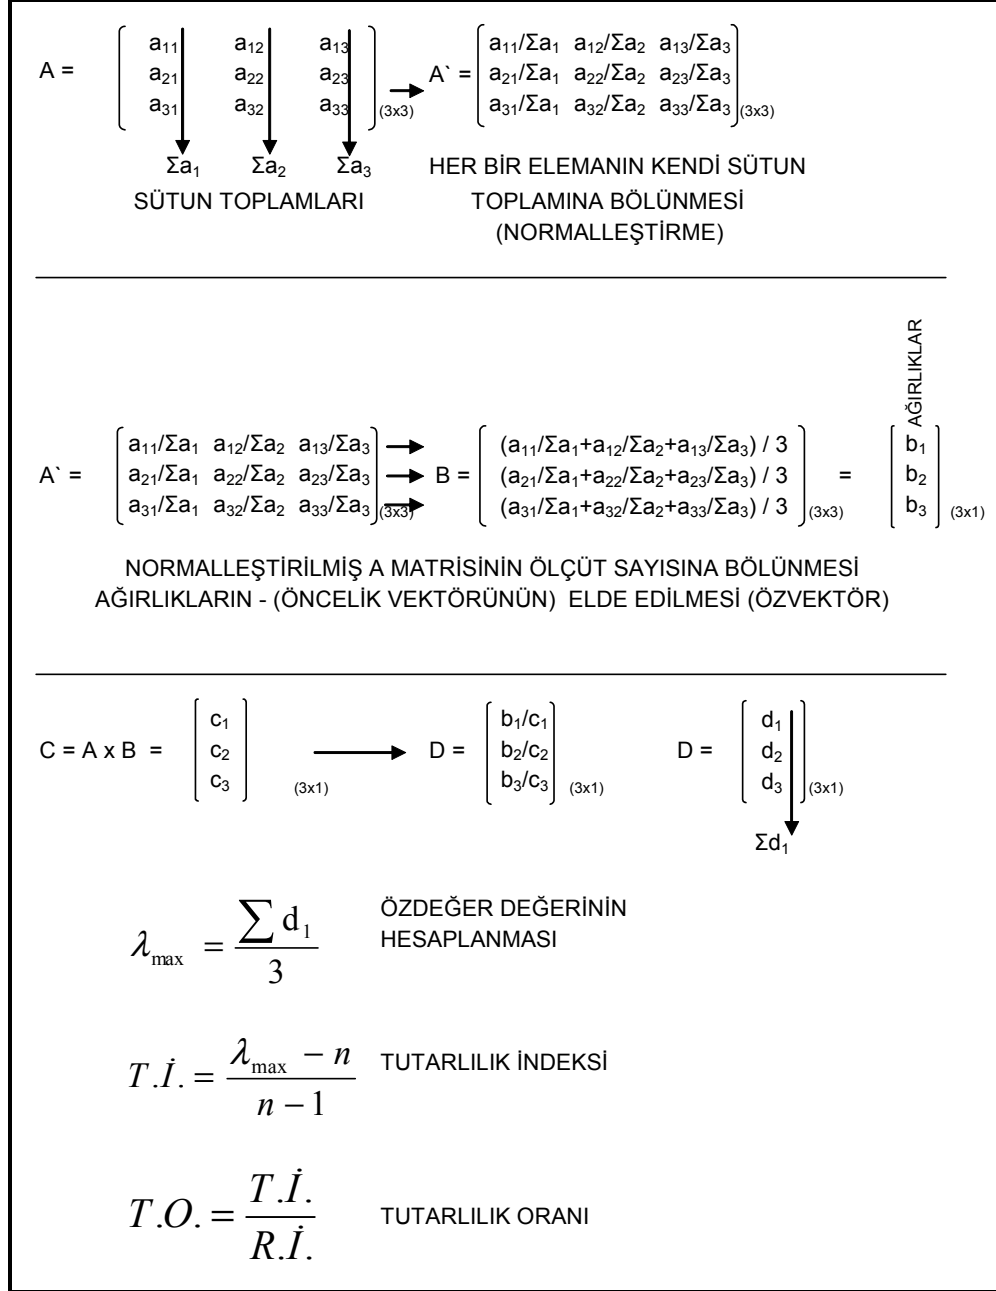 A = a₁₁ a₁₂ a₁₃
a₂₁ a₂₂ a₂₃
a₃₁ a₃₂ a₃₃ (3x3)
A` = a₁₁/Σa₁ a₁₂/Σa₂ a₁₃/Σa₃
a₂₁/Σa₁ a₂₂/Σa₂ a₂₃/Σa₃
a₃₁/Σa₁ a₃₂/Σa₂ a₃₃/Σa₃ (3x3)
Σa₁ Σa₂ Σa₃
SÜTUN TOPLAMLARI
HER BİR ELEMANIN KENDİ SÜTUN
TOPLAMINA BÖLÜNMESİ
(NORMALLEŞTİRME)
A` = a₁₁/Σa₁ a₁₂/Σa₂ a₁₃/Σa₃
a₂₁/Σa₁ a₂₂/Σa₂ a₂₃/Σa₃
a₃₁/Σa₁ a₃₂/Σa₂ a₃₃/Σa₃ (3x3)
B = (a₁₁/Σa₁+a₁₂/Σa₂+a₁₃/Σa₃) / 3
(a₂₁/Σa₁+a₂₂/Σa₂+a₂₃/Σa₃) / 3
(a₃₁/Σa₁+a₃₂/Σa₂+a₃₃/Σa₃) / 3 (3x3)
=
AĞIRLIKLAR
b₁
b₂
b₃ (3x1)
NORMALLEŞTİRİLMİŞ A MATRİSİNİN ÖLÇÜT SAYISINA BÖLÜNMESİ
AĞIRLIKLARIN - (ÖNCELİK VEKTÖRÜNÜN) ELDE EDİLMESİ (ÖZVEKTÖR)
C = A x B = c₁
c₂
c₃ (3x1)
D = b₁/c₁
b₂/c₂
b₃/c₃ (3x1)
D = d₁
d₂
d₃ (3x1)
Σd₁
λmax = ∑ d₁ / 3
ÖZDEĞER DEĞERİNİN
HESAPLANMASI
T.İ. = λmax − n / n − 1
TUTARLILIK İNDEKSİ
T.O. = T.İ. / R.İ.
TUTARLILIK ORANI